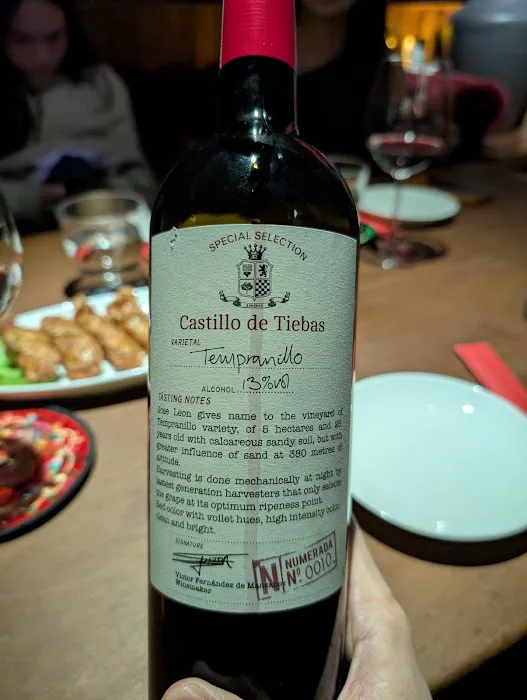 SPECIAL SELECTION
Castillo de Tiebas
VARIETAL
Tempranillo
ALCOHOL 13%vol
TASTING NOTES
Jose Leon gives name to the vineyard of
Tempranillo variety, of 5 hectares and 25
years old with calcareous sandy soil, but with
greater influence of sand at 380 metres of
altitude.
Harvesting is done mechanically at night by
lastest generation harvesters that only selects
the grape at its optimum ripeness point.
Red color with voilet hues, high intensity color,
clean and bright.
SIGNATURE
Victor Fernández de Manzanos
Winemaker
N NUMERADA
Nº 0010